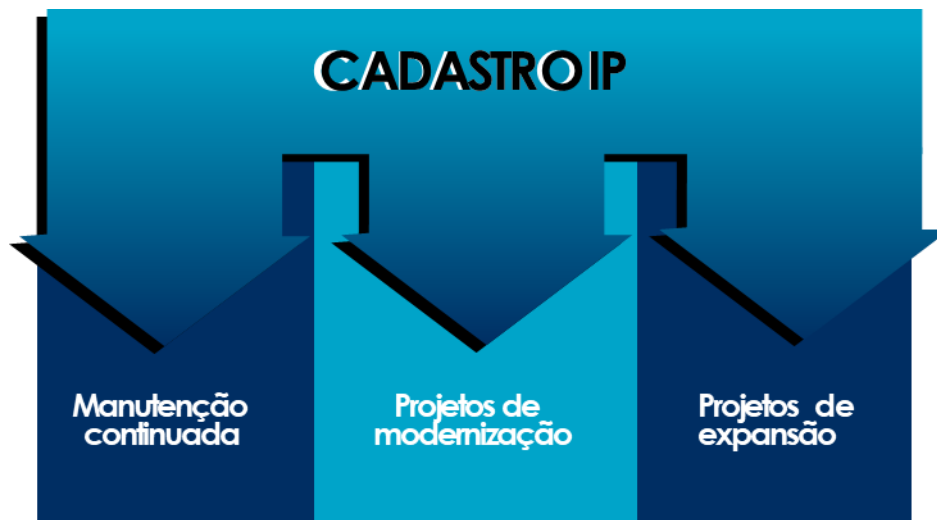 CADASTRO IP
Manutenção
continuada
Projetos de
modernização
Projetos de
expansão